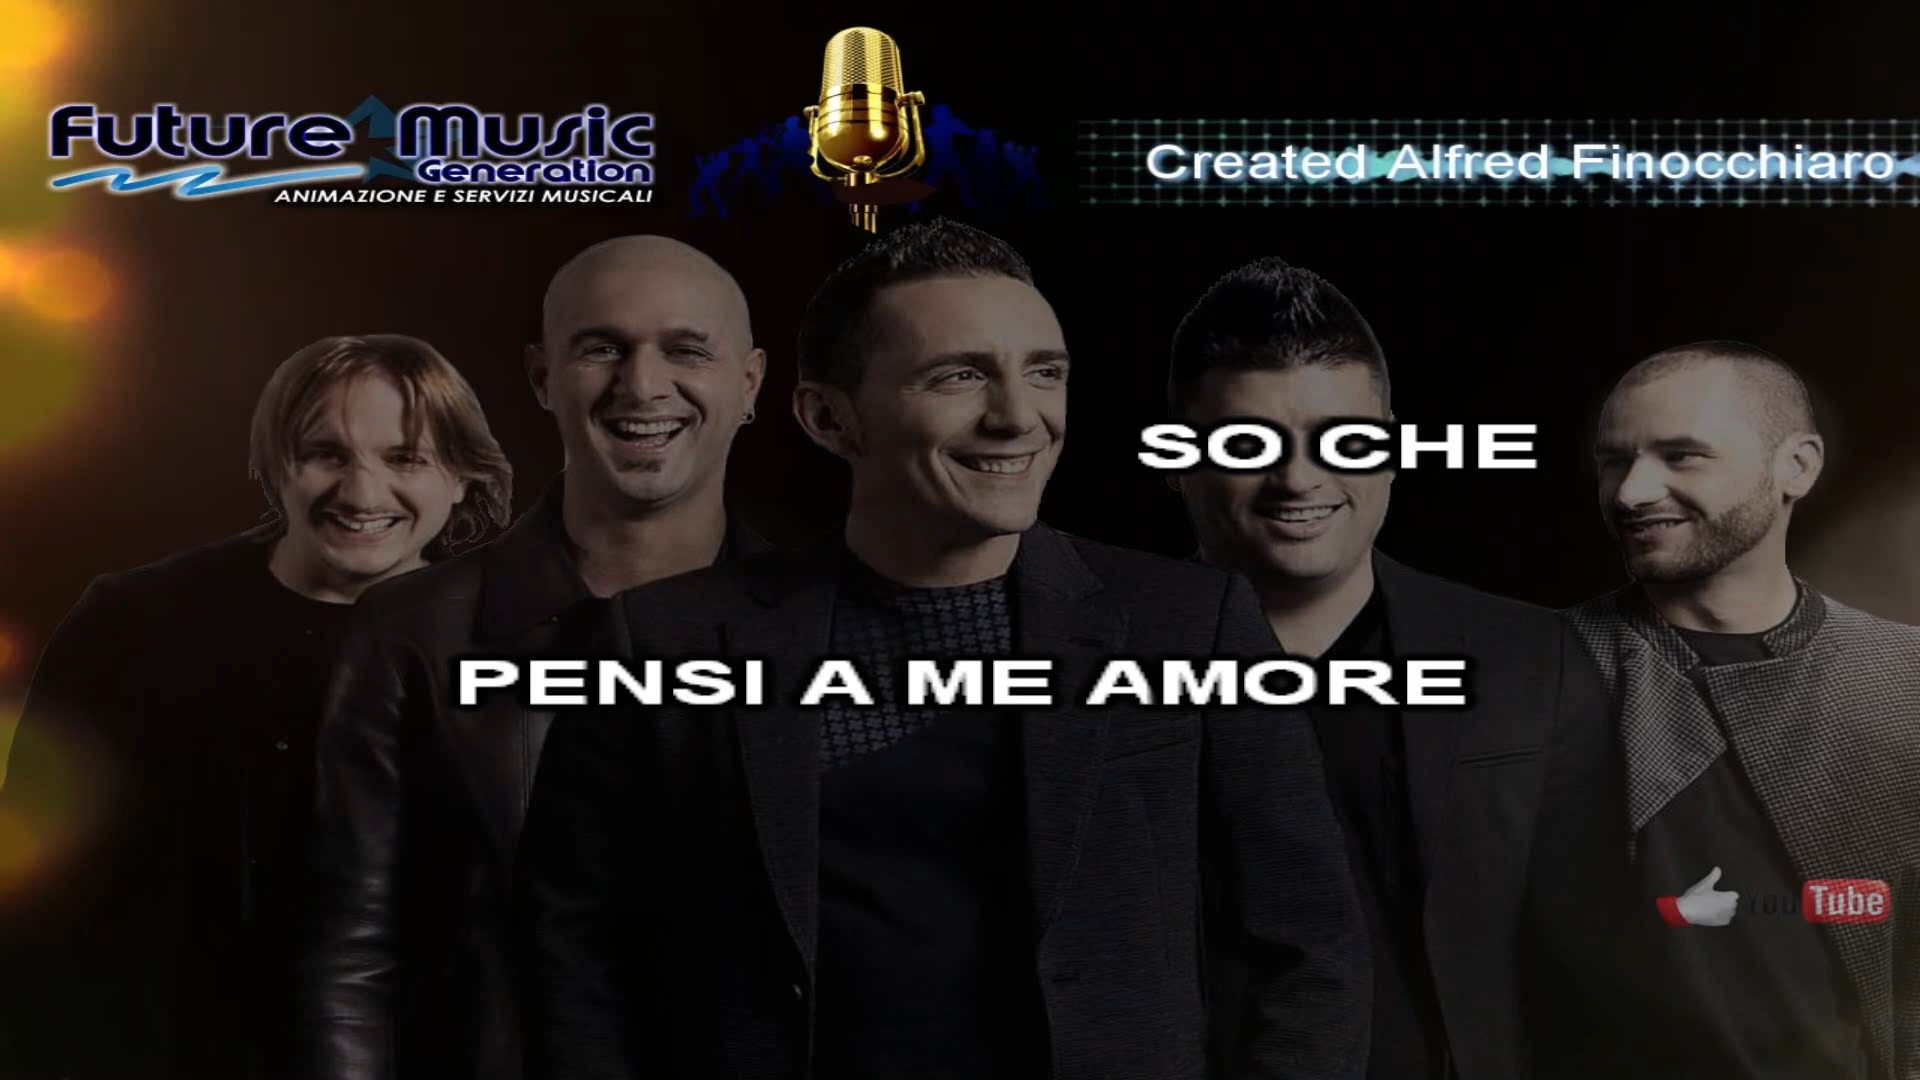 Future Music
Generation
ANIMAZIONE E SERVIZI MUSICALI
Created Alfred Finocchiaro
SO CHE
PENSI A ME AMORE
YouTube